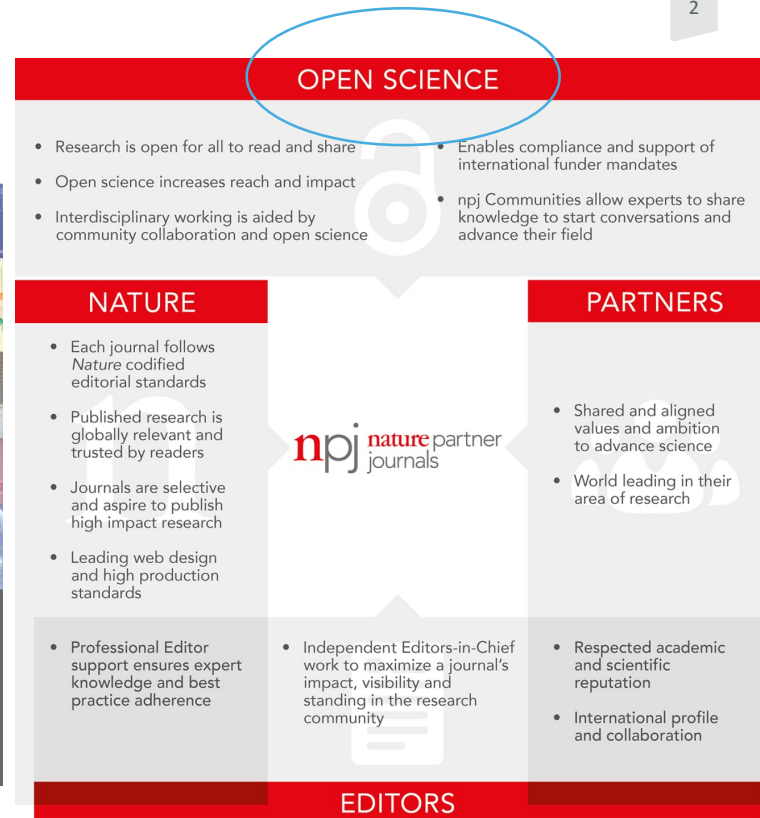 2
OPEN SCIENCE
• Research is open for all to read and share
• Open science increases reach and impact
• Interdisciplinary working is aided by
community collaboration and open science
• Enables compliance and support of
international funder mandates
• npj Communities allow experts to share
knowledge to start conversations and
advance their field
NATURE
• Each journal follows
Nature codified
editorial standards
• Published research is
globally relevant and
trusted by readers
• Journals are selective
and aspire to publish
high impact research
• Leading web design
and high production
standards
npj nature partner
journals
PARTNERS
• Shared and aligned
values and ambition
to advance science
• World leading in their
area of research
• Professional Editor
support ensures expert
knowledge and best
practice adherence
• Independent Editors-in-Chief
work to maximize a journal's
impact, visibility and
standing in the research
community
• Respected academic
and scientific
reputation
• International profile
and collaboration
EDITORS